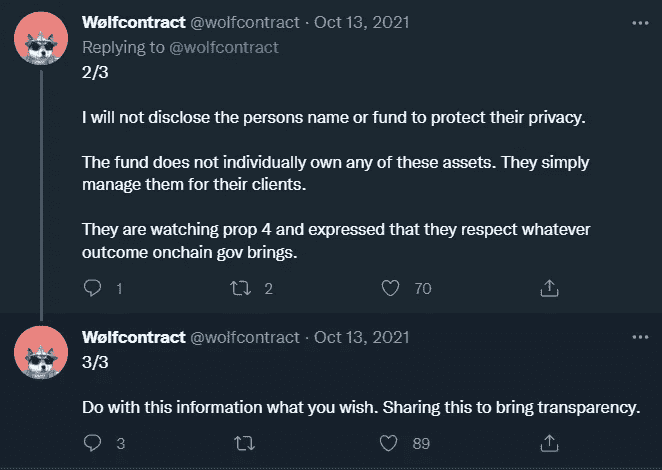 Wølfcontract @wolfcontract · Oct 13, 2021
Replying to @wolfcontract
2/3
I will not disclose the persons name or fund to protect their privacy.
The fund does not individually own any of these assets. They simply
manage them for their clients.
They are watching prop 4 and expressed that they respect whatever
outcome onchain gov brings.
1 2 70
Wølfcontract @wolfcontract · Oct 13, 2021
3/3
Do with this information what you wish. Sharing this to bring transparency.
3 89